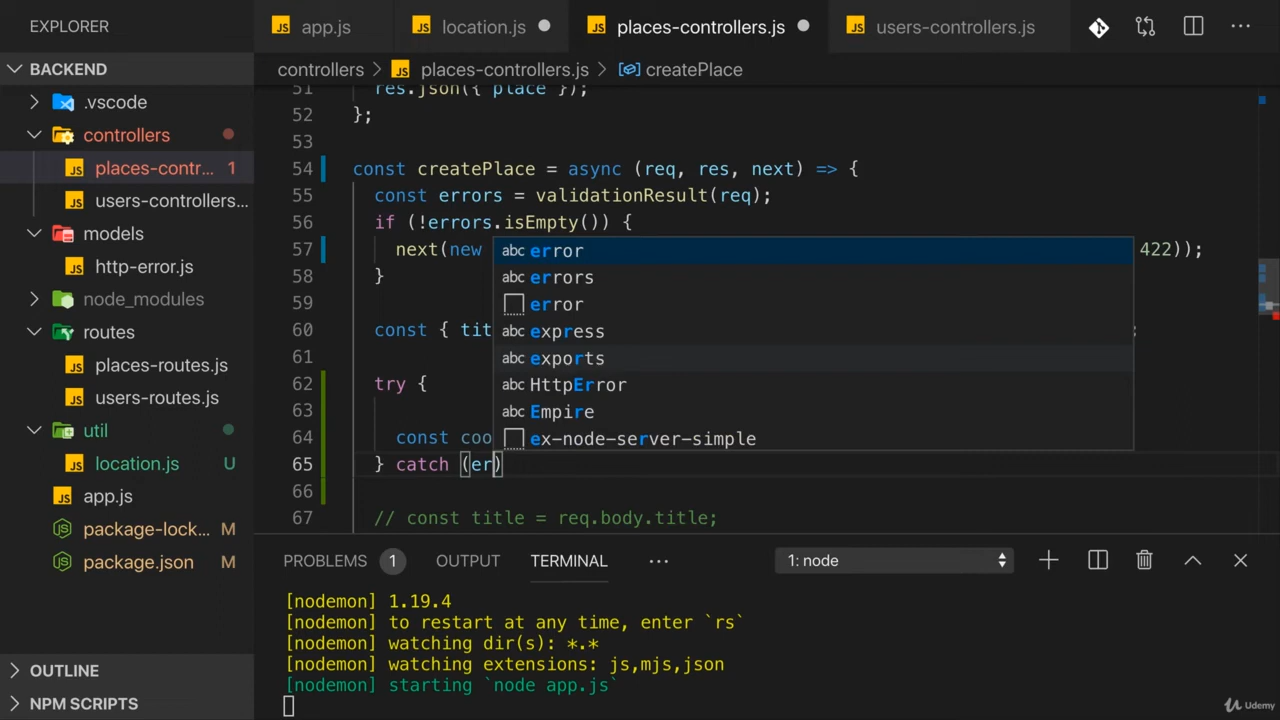 EXPLORER
app.js
location.js
places-controllers.js
users-controllers.js
BACKEND
controllers > places-controllers.js > createPlace
.vscode
controllers
places-contr... 1
users-controllers...
models
http-error.js
node_modules
routes
places-routes.js
users-routes.js
util
location.js U
app.js
package-lock... M
package.json M
OUTLINE
NPM SCRIPTS
51 res.json({ place });
52 };
53
54 const createPlace = async (req, res, next) => {
55 const errors = validationResult(req);
56 if (!errors.isEmpty()) {
57 next(new 422));
58 }
59
60 const { tit ;
61
62 try {
63
64 const coo
65 } catch (er)
66
67 // const title = req.body.title;
abc error
abc errors
error
abc express
abc exports
abc HttpError
abc Empire
ex-node-server-simple
PROBLEMS 1 OUTPUT TERMINAL ... 1: node
[nodemon] 1.19.4
[nodemon] to restart at any time, enter `rs`
[nodemon] watching dir(s): *.*
[nodemon] watching extensions: js,mjs,json
[nodemon] starting `node app.js`
Udemy